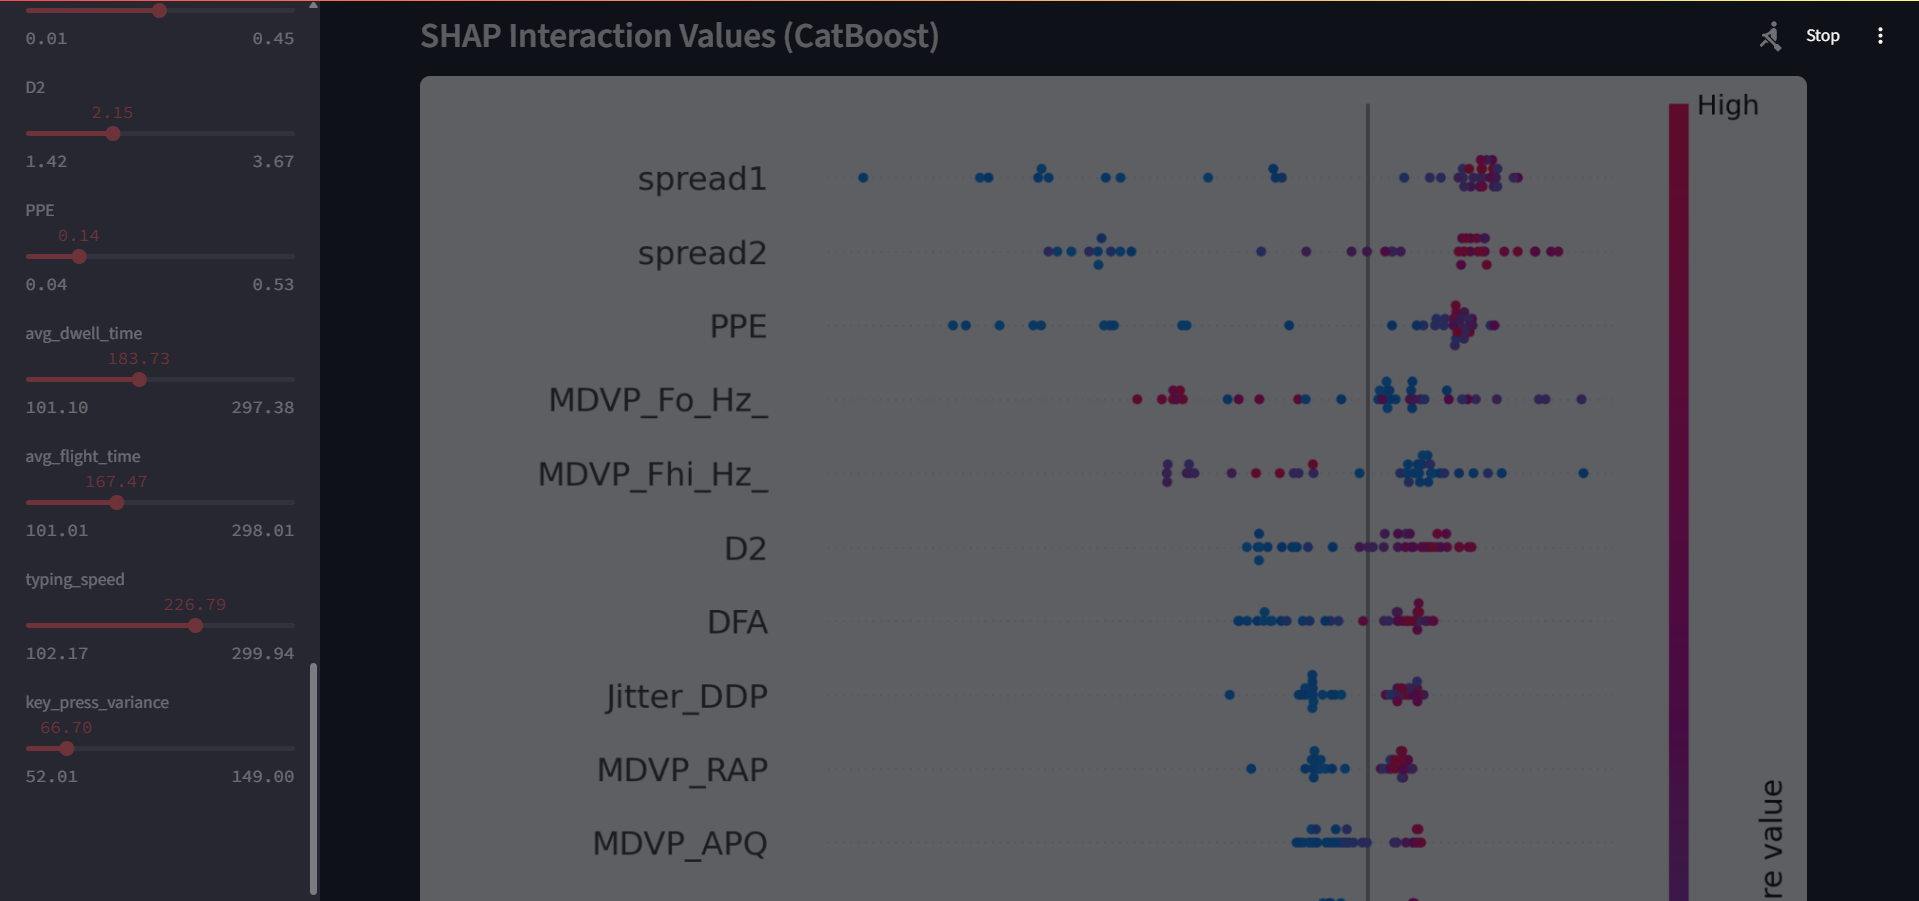 0.01 0.45
D2
2.15
1.42 3.67
PPE
0.14
0.04 0.53
avg_dwell_time
183.73
101.10 297.38
avg_flight_time
167.47
101.01 298.01
typing_speed
226.79
102.17 299.94
key_press_variance
66.70
52.01 149.00
SHAP Interaction Values (CatBoost)
Stop
High
spread1
spread2
PPE
MDVP_Fo_Hz_
MDVP_Fhi_Hz_
D2
DFA
Jitter_DDP
MDVP_RAP
MDVP_APQ
re value